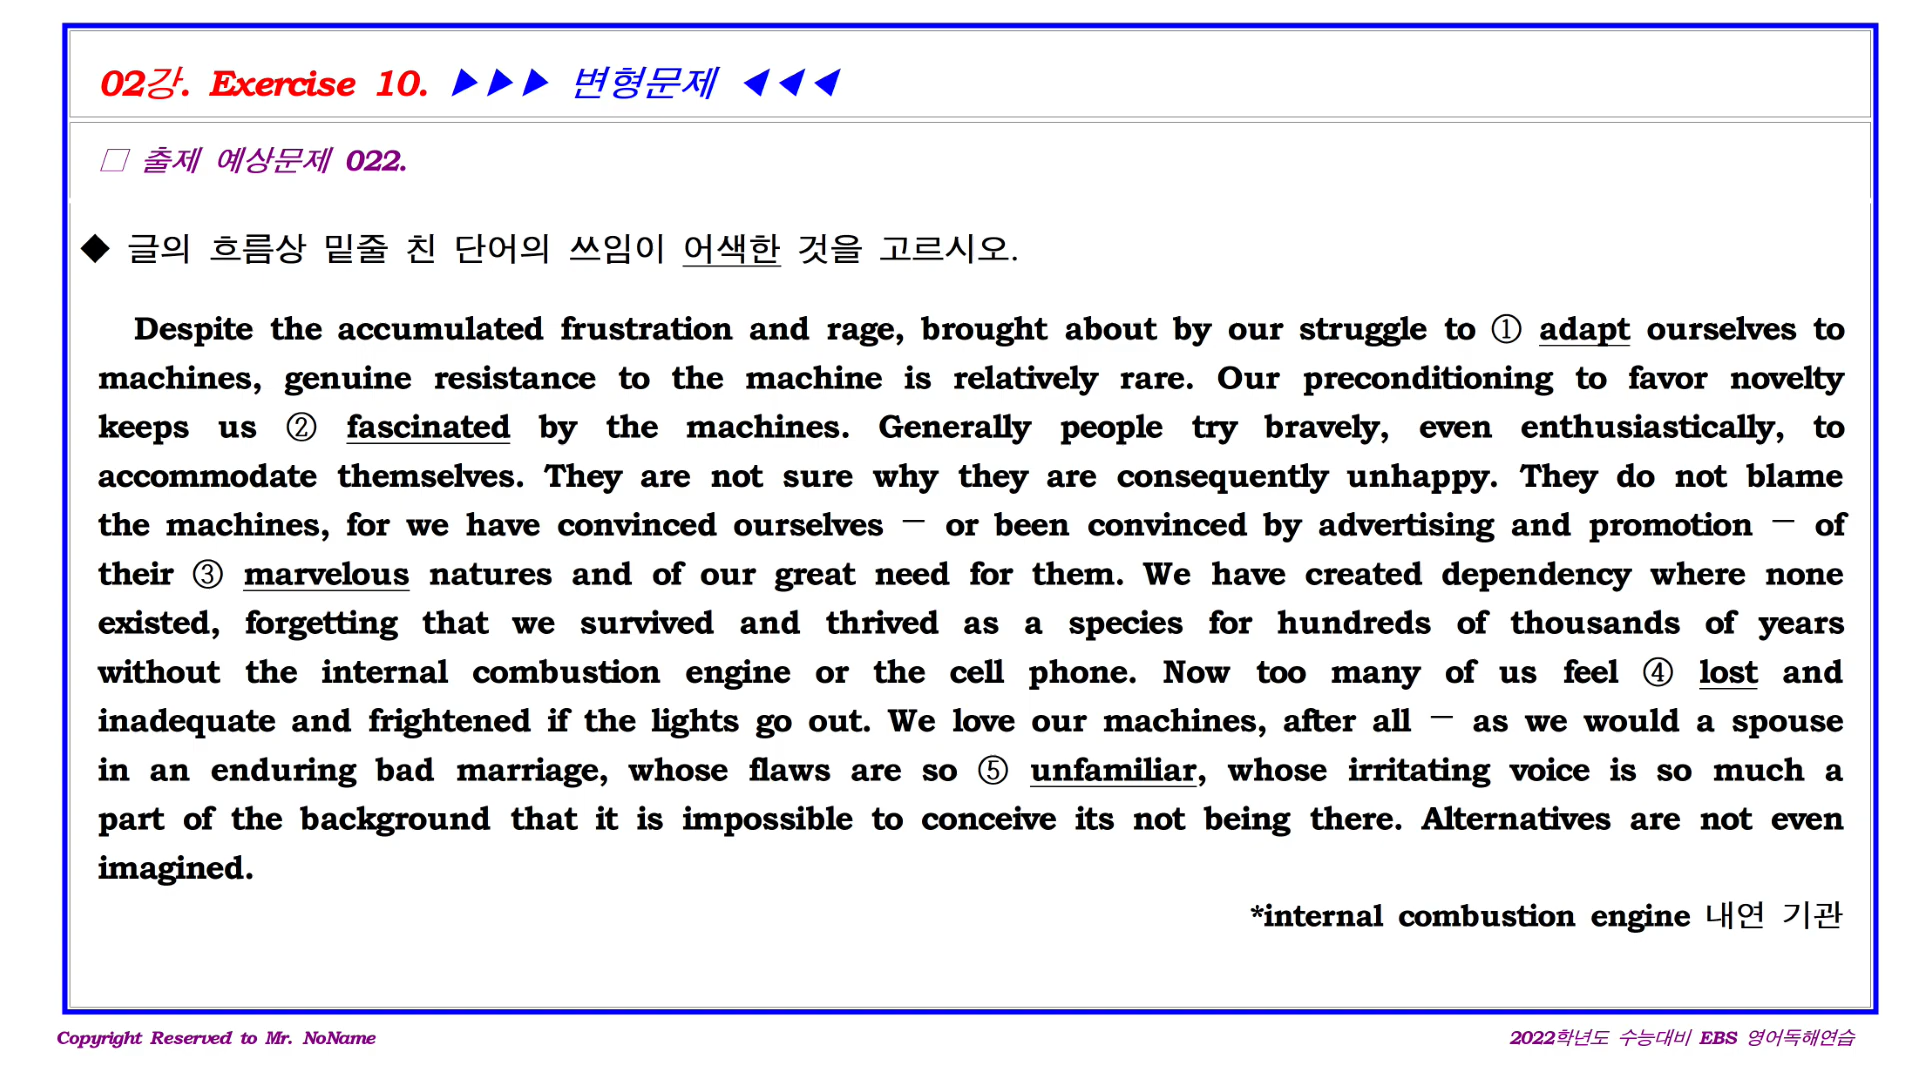 02강. Exercise 10. ▶▶▶ 변형문제 ◀◀◀
□ 출제 예상문제 022.
◆ 글의 흐름상 밑줄 친 단어의 쓰임이 어색한 것을 고르시오.
Despite the accumulated frustration and rage, brought about by our struggle to ① adapt ourselves to
machines, genuine resistance to the machine is relatively rare. Our preconditioning to favor novelty
keeps us ② fascinated by the machines. Generally people try bravely, even enthusiastically, to
accommodate themselves. They are not sure why they are consequently unhappy. They do not blame
the machines, for we have convinced ourselves — or been convinced by advertising and promotion — of
their ③ marvelous natures and of our great need for them. We have created dependency where none
existed, forgetting that we survived and thrived as a species for hundreds of thousands of years
without the internal combustion engine or the cell phone. Now too many of us feel ④ lost and
inadequate and frightened if the lights go out. We love our machines, after all — as we would a spouse
in an enduring bad marriage, whose flaws are so ⑤ unfamiliar, whose irritating voice is so much a
part of the background that it is impossible to conceive its not being there. Alternatives are not even
imagined.
*internal combustion engine 내연 기관
Copyright Reserved to Mr. NoName
2022학년도 수능대비 EBS 영어독해연습